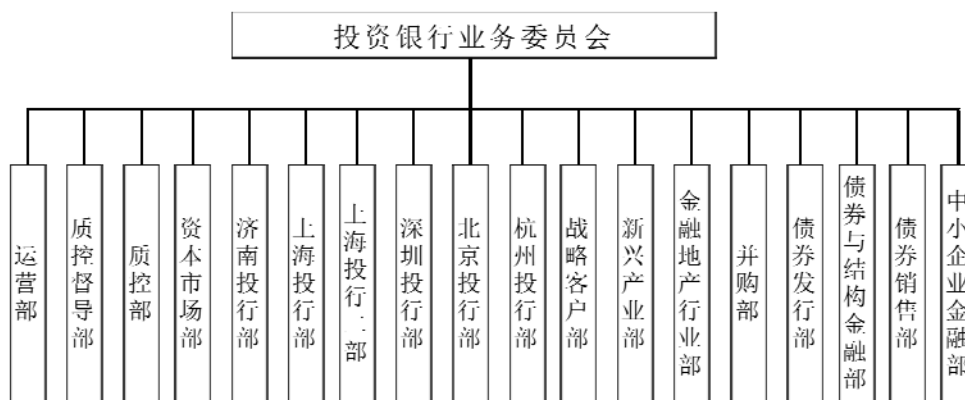 投资银行业务委员会
运营部
质控督导部
质控部
资本市场部
济南投行部
上海投行部
上海投行二部
深圳投行部
北京投行部
杭州投行部
战略客户部
新兴产业部
金融地产行业部
并购部
债券发行部
债券与结构金融部
债券销售部
中小企业金融部